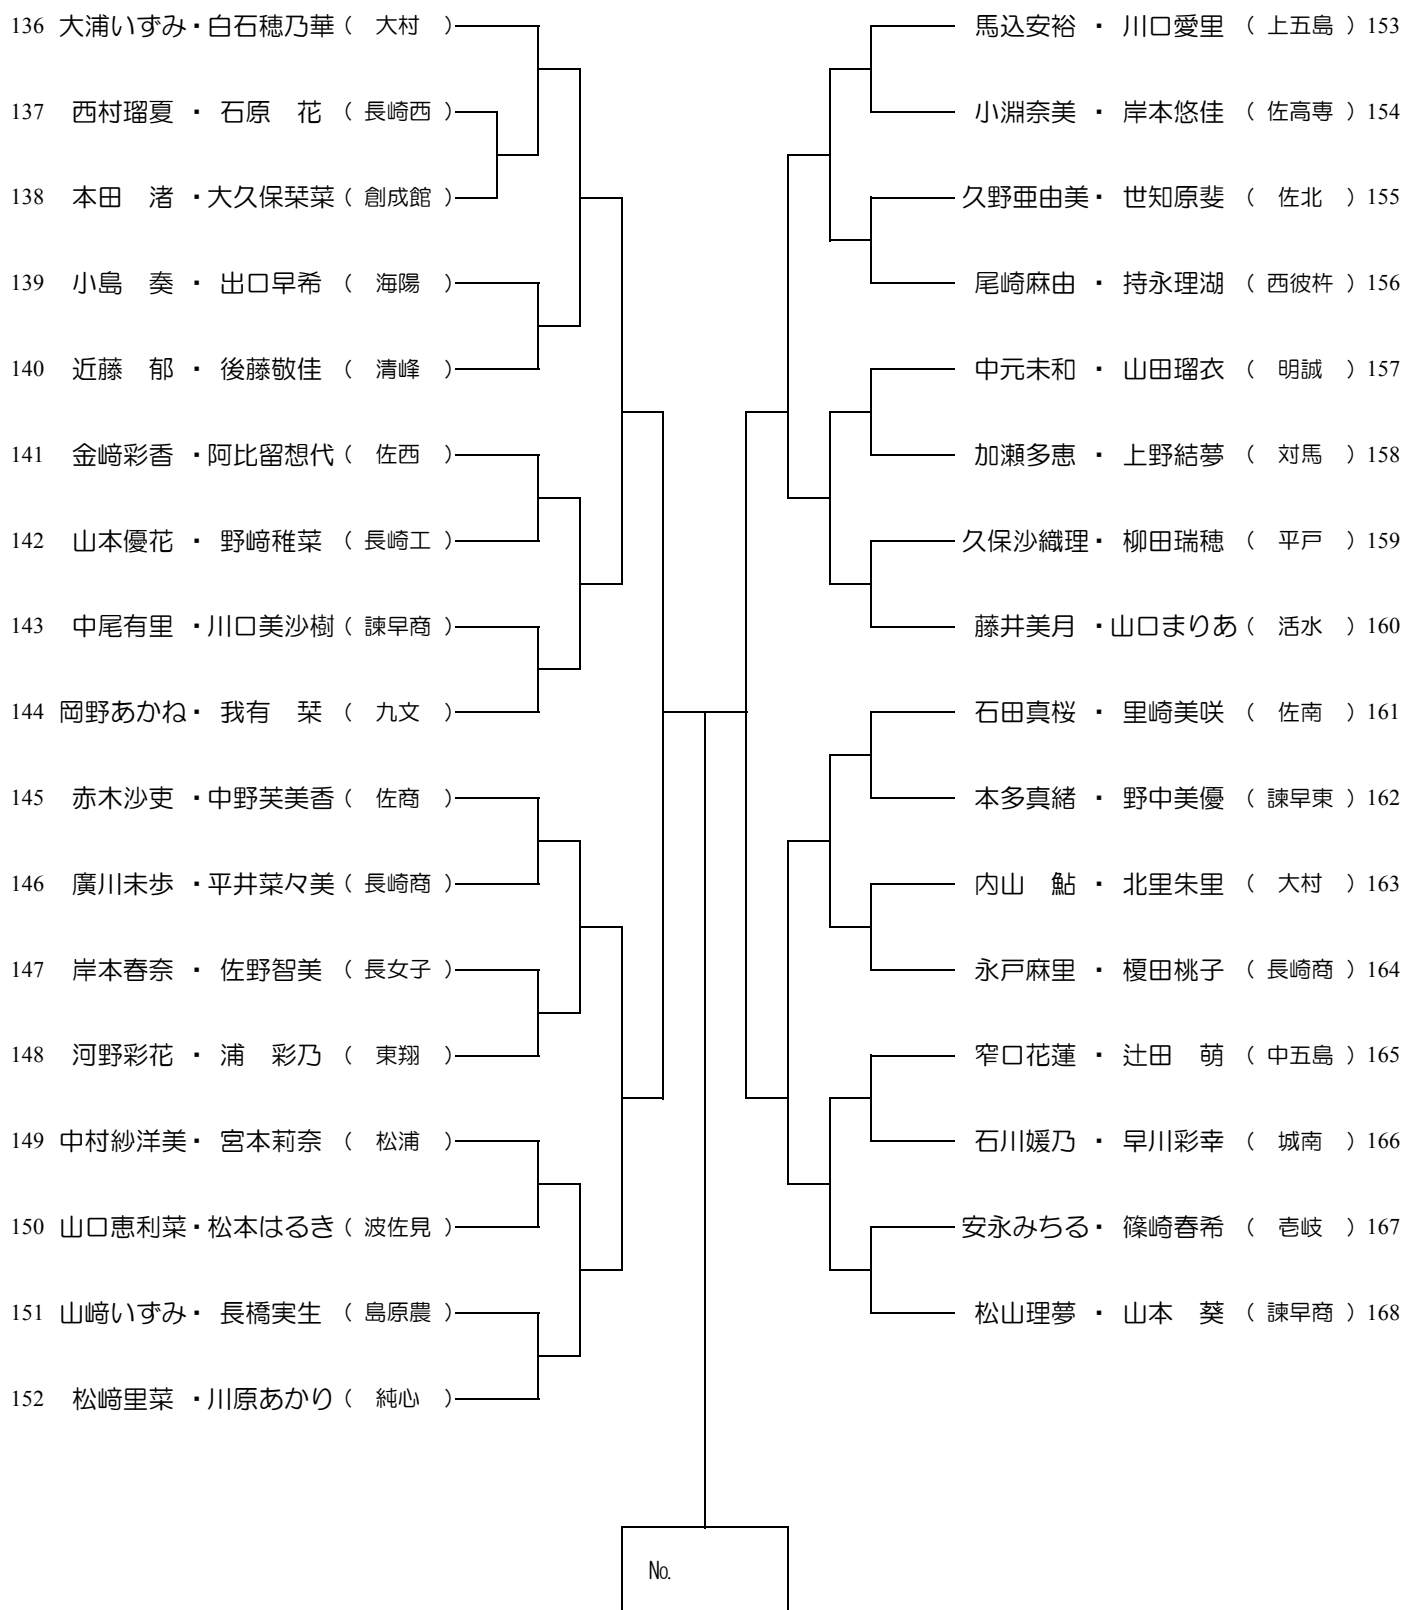 136 大浦いずみ・白石穂乃華（ 大村 ）
137 西村瑠夏 ・ 石原 花 （ 長崎西 ）
138 本田 渚 ・大久保栞菜（ 創成館 ）
139 小島 奏 ・ 出口早希 （ 海陽 ）
140 近藤 郁 ・ 後藤敬佳 （ 清峰 ）
141 金﨑彩香 ・阿比留想代（ 佐西 ）
142 山本優花 ・ 野﨑稚菜 （ 長崎工 ）
143 中尾有里 ・川口美沙樹（ 諫早商 ）
144 岡野あかね・ 我有 栞 （ 九文 ）
145 赤木沙吏 ・中野芙美香（ 佐商 ）
146 廣川未歩 ・平井菜々美（ 長崎商 ）
147 岸本春奈 ・ 佐野智美 （ 長女子 ）
148 河野彩花 ・ 浦 彩乃 （ 東翔 ）
149 中村紗洋美・ 宮本莉奈 （ 松浦 ）
150 山口恵利菜・松本はるき（ 波佐見 ）
151 山﨑いずみ・ 長橋実生 （ 島原農 ）
152 松﨑里菜 ・川原あかり（ 純心 ）
馬込安裕 ・ 川口愛里 （ 上五島 ）153
小淵奈美 ・ 岸本悠佳 （ 佐高専 ）154
久野亜由美・ 世知原斐 （ 佐北 ）155
尾崎麻由 ・ 持永理湖 （ 西彼杵 ）156
中元未和 ・ 山田瑠衣 （ 明誠 ）157
加瀬多恵 ・ 上野結夢 （ 対馬 ）158
久保沙織理・ 柳田瑞穂 （ 平戸 ）159
藤井美月 ・山口まりあ（ 活水 ）160
石田真桜 ・ 里崎美咲 （ 佐南 ）161
本多真緒 ・ 野中美優 （ 諫早東 ）162
内山 鮎 ・ 北里朱里 （ 大村 ）163
永戸麻里 ・ 榎田桃子 （ 長崎商 ）164
窄口花蓮 ・ 辻田 萌 （ 中五島 ）165
石川媛乃 ・ 早川彩幸 （ 城南 ）166
安永みちる・ 篠崎春希 （ 壱岐 ）167
松山理夢 ・ 山本 葵 （ 諫早商 ）168
№